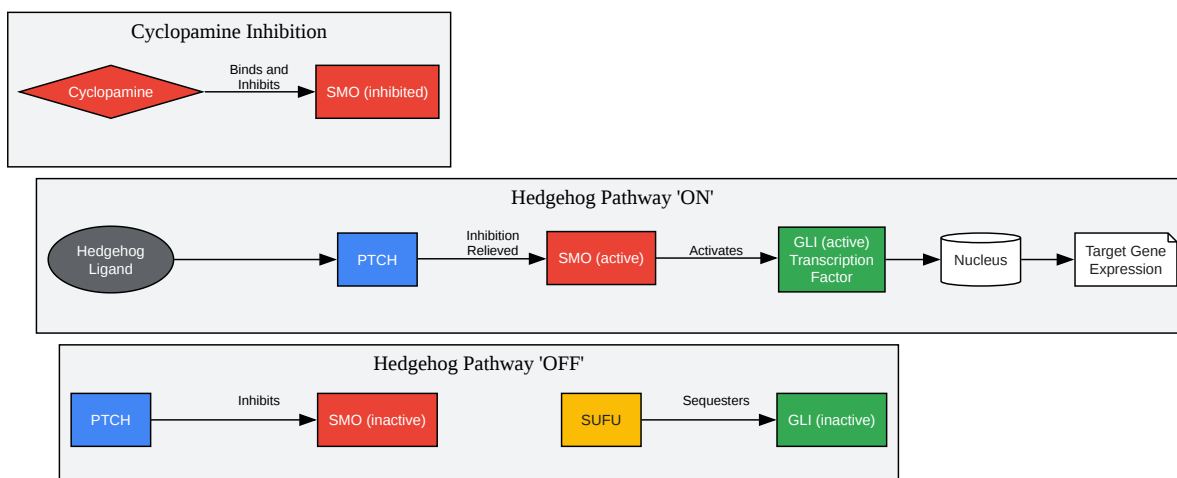 Cyclopamine Inhibition
Cyclopamine
Binds and
Inhibits
SMO (inhibited)
Hedgehog Pathway 'ON'
Hedgehog
Ligand
PTCH
Inhibition
Relieved
SMO (active)
Activates
GLI (active)
Transcription
Factor
Nucleus
Target Gene
Expression
Hedgehog Pathway 'OFF'
PTCH
Inhibits
SMO (inactive)
SUFU
Sequesters
GLI (inactive)